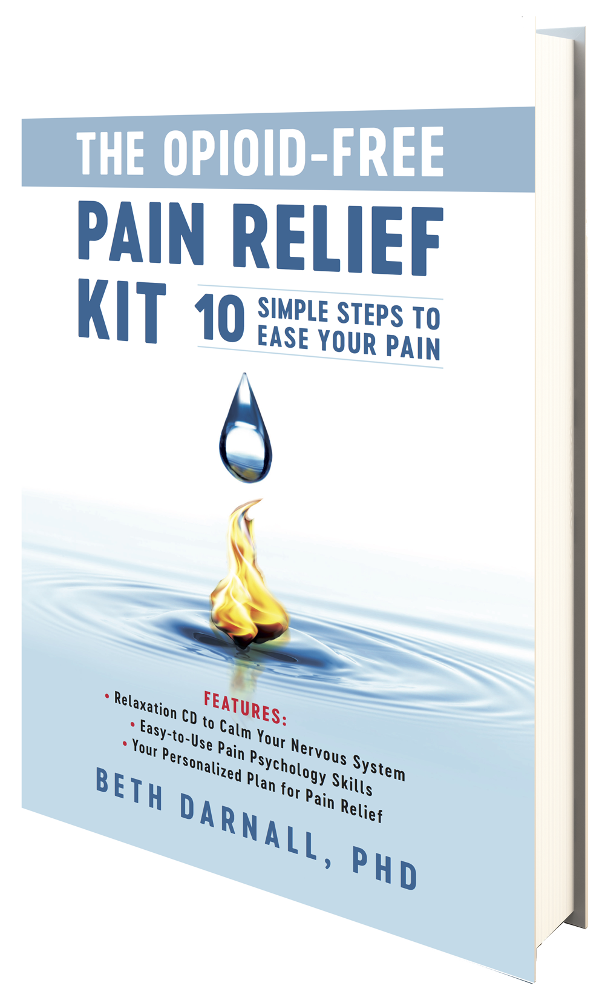 THE OPIOID-FREE
PAIN RELIEF
KIT 10 SIMPLE STEPS TO
EASE YOUR PAIN
FEATURES:
• Relaxation CD to Calm Your Nervous System
• Easy-to-Use Pain Psychology Skills
• Your Personalized Plan for Pain Relief
BETH DARNALL, PHD